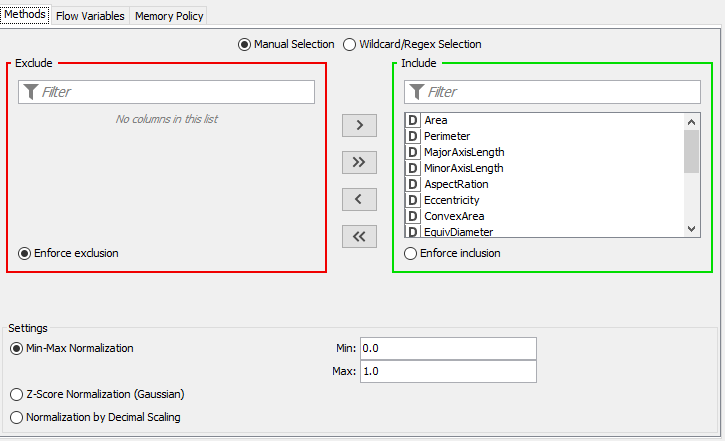 Methods Flow Variables Memory Policy
Manual Selection Wildcard/Regex Selection
Exclude Include
Filter Filter
No columns in this list
D Area
D Perimeter
D MajorAxisLength
D MinorAxisLength
D AspectRation
D Eccentricity
D ConvexArea
D EquivDiameter
> >> < <<
Enforce exclusion Enforce inclusion
Settings
Min-Max Normalization Min: 0.0
Max: 1.0
Z-Score Normalization (Gaussian)
Normalization by Decimal Scaling